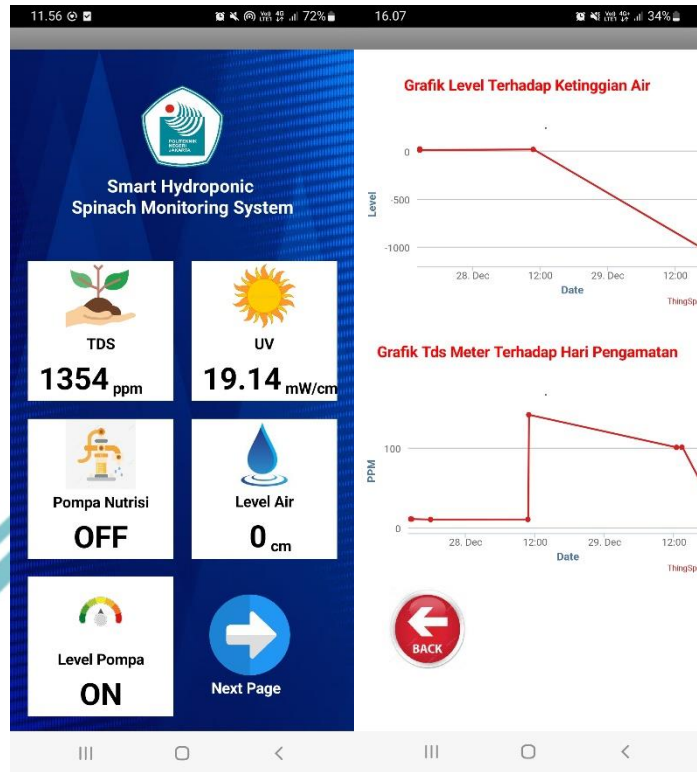 11.56
72%
POLITEKNIK
NEGERI
JAKARTA
Smart Hydroponic
Spinach Monitoring System
TDS
1354 ppm
UV
19.14 mW/cm
Pompa Nutrisi
OFF
Level Air
0 cm
Level Pompa
ON
Next Page
16.07
34%
Grafik Level Terhadap Ketinggian Air
Level
0
-500
-1000
28. Dec 12:00 29. Dec 12:00
Date
ThingSp
Grafik Tds Meter Terhadap Hari Pengamatan
PPM
100
0
28. Dec 12:00 29. Dec 12:00
Date
ThingSp
BACK